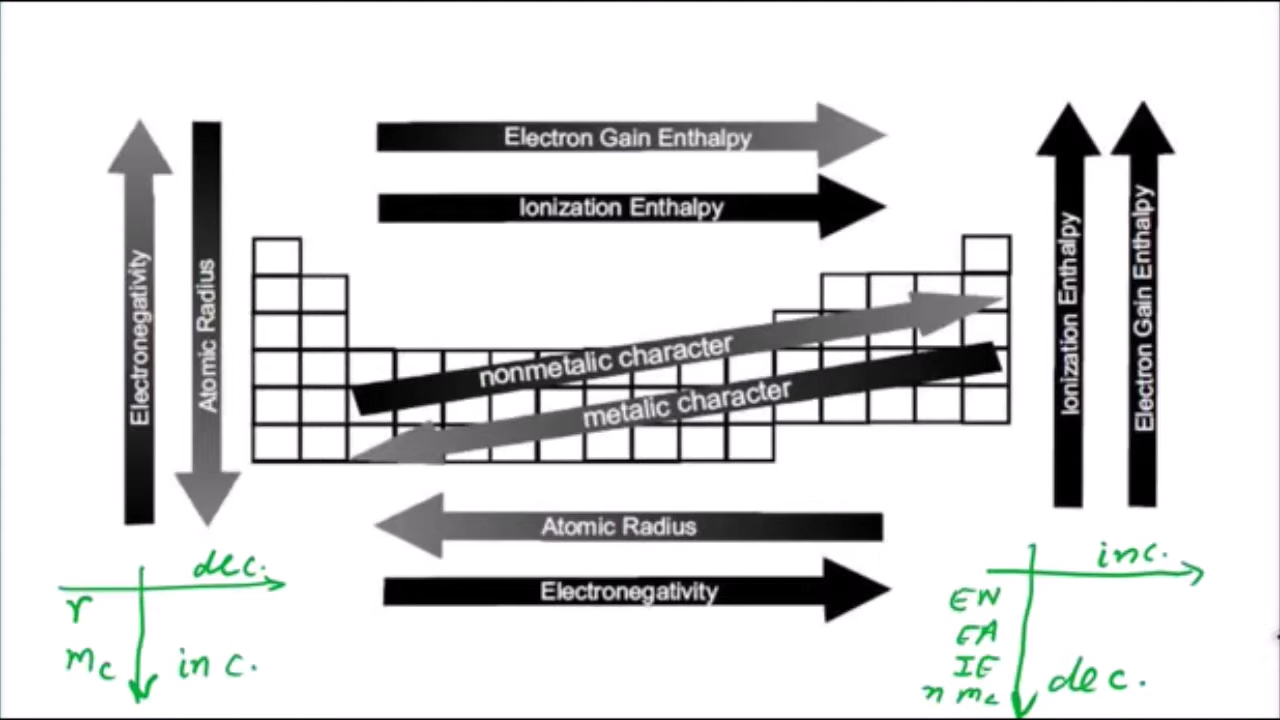 Electron Gain Enthalpy
Ionization Enthalpy
Electronegativity
Atomic Radius
nonmetalic character
metalic character
Ionization Enthalpy
Electron Gain Enthalpy
Atomic Radius
Electronegativity
dec.
r
mc
inc.
inc.
EN
EA
IE
n mc
dec.